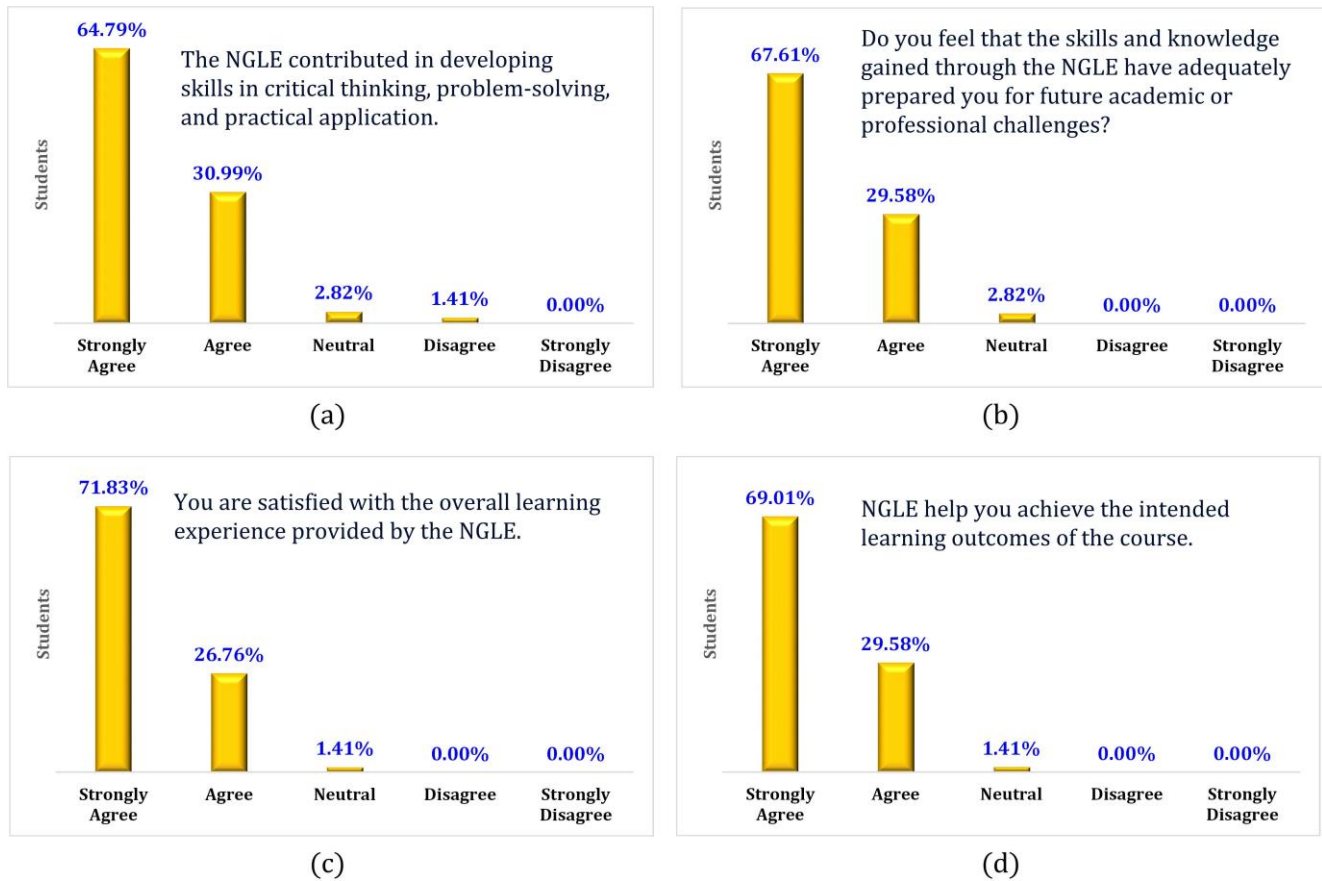 64.79%
The NGLE contributed in developing
skills in critical thinking, problem-solving,
and practical application.
30.99%
2.82%
1.41%
0.00%
Students
Strongly Agree
Agree
Neutral
Disagree
Strongly Disagree
(a)
67.61%
Do you feel that the skills and knowledge
gained through the NGLE have adequately
prepared you for future academic or
professional challenges?
29.58%
2.82%
0.00%
0.00%
Students
Strongly Agree
Agree
Neutral
Disagree
Strongly Disagree
(b)
71.83%
You are satisfied with the overall learning
experience provided by the NGLE.
26.76%
1.41%
0.00%
0.00%
Students
Strongly Agree
Agree
Neutral
Disagree
Strongly Disagree
(c)
69.01%
NGLE help you achieve the intended
learning outcomes of the course.
29.58%
1.41%
0.00%
0.00%
Students
Strongly Agree
Agree
Neutral
Disagree
Strongly Disagree
(d)